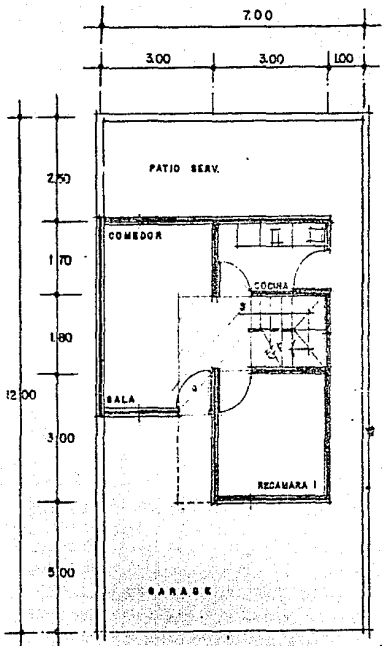 7.00
3.00 3.00 1.00
PATIO SERV.
2.50
COMEDOR
1.70
COCINA
1.80
12.00
SALA
3.00
RECAMARA 1
5.00
GARAGE